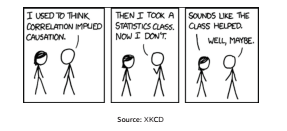 I USED TO THINK
CORRELATION IMPLIED
CAUSATION.
THEN I TOOK A
STATISTICS CLASS.
NOW I DON'T.
SOUNDS LIKE THE
CLASS HELPED.
WELL, MAYBE.
Source: XKCD